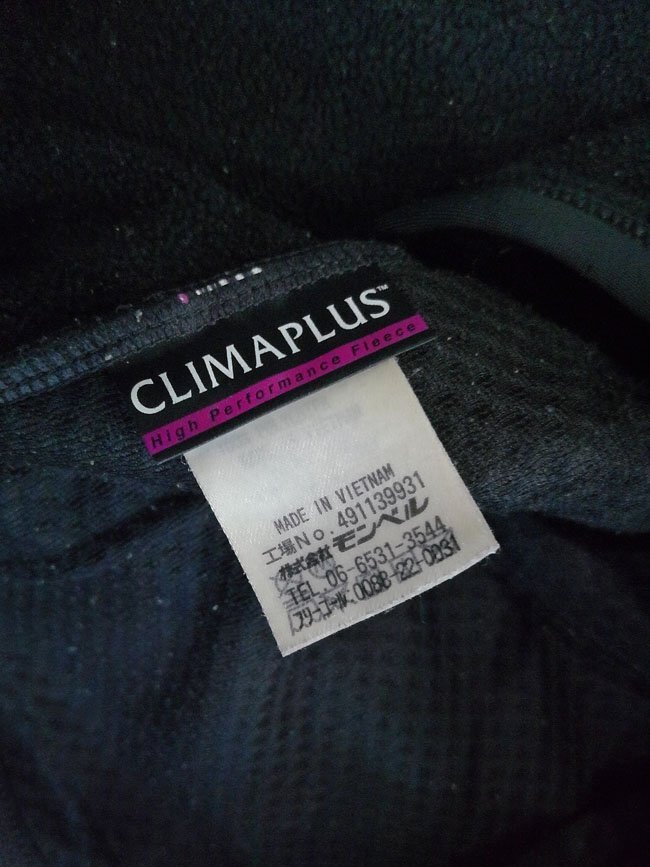 CLIMAPLUS™
High Performance Fleece
MADE IN VIETNAM
工場No. 491139931
株式会社 モンベル
TEL 06-6531-3544
フリーコール.0088-22-0031